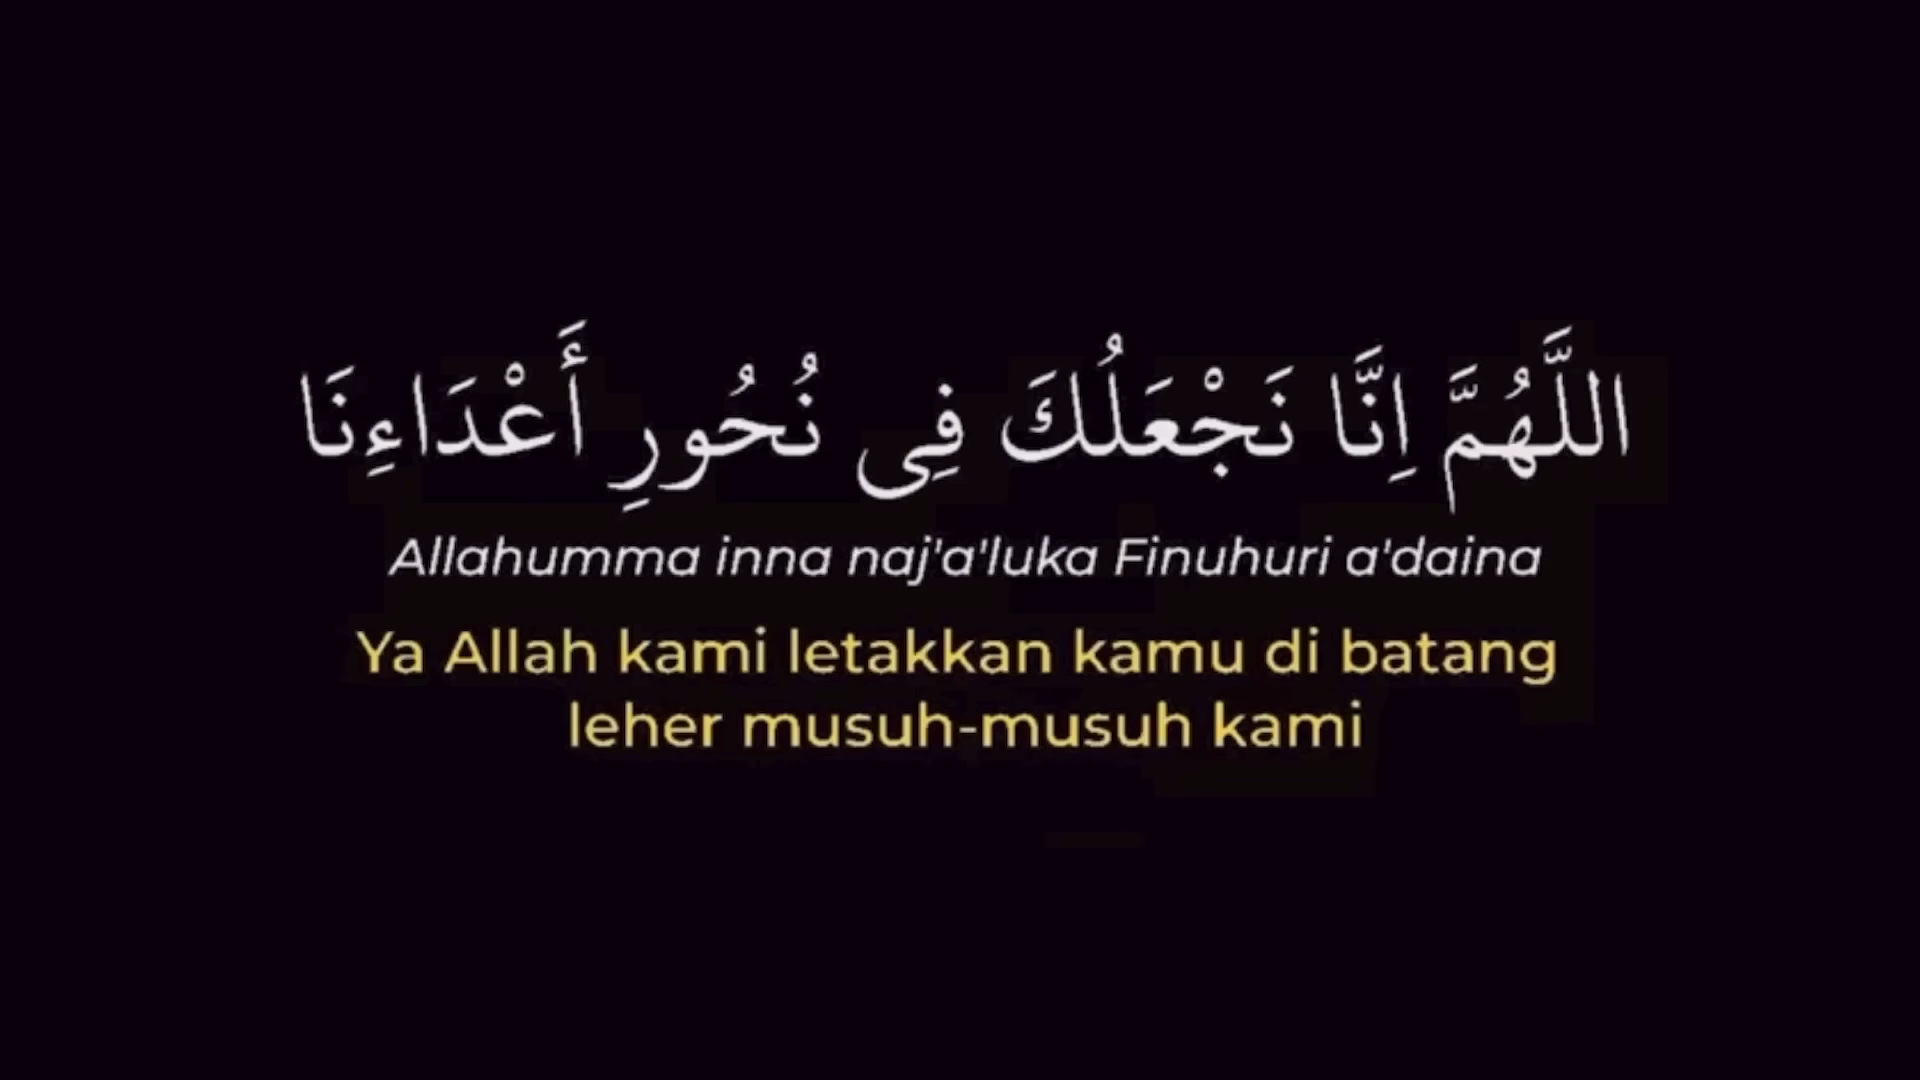 اللَّهُمَّ اِنَّا نَجْعَلُكَ فِى نُحُورِ أَعْدَاءِنَا
Allahumma inna naj'a'luka Finuhuri a'daina
Ya Allah kami letakkan kamu di batang
leher musuh-musuh kami